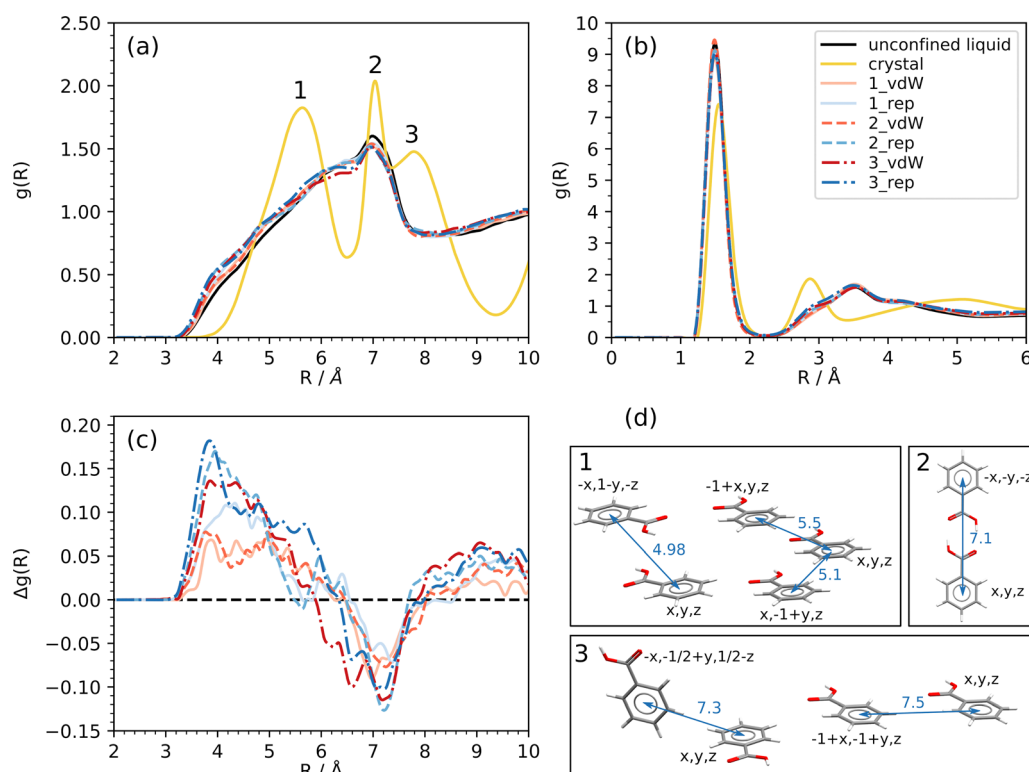 (a)
1
2
3
2.50
2.00
1.50
1.00
0.50
0.00
g(R)
2 3 4 5 6 7 8 9 10
R / Å
(b)
10
9
8
7
6
5
4
3
2
1
0
g(R)
unconfined liquid
crystal
1_vdW
1_rep
2_vdW
2_rep
3_vdW
3_rep
0 1 2 3 4 5 6
R / Å
(c)
0.20
0.15
0.10
0.05
0.00
−0.05
−0.10
−0.15
Δg(R)
2 3 4 5 6 7 8 9 10
R / Å
(d)
1
-x,1-y,-z
4.98
x,y,z
-1+x,y,z
5.5
x,y,z
5.1
x,-1+y,z
2
-x,-y,-z
7.1
x,y,z
3
-x,-1/2+y,1/2-z
7.3
x,y,z
x,y,z
7.5
-1+x,-1+y,z